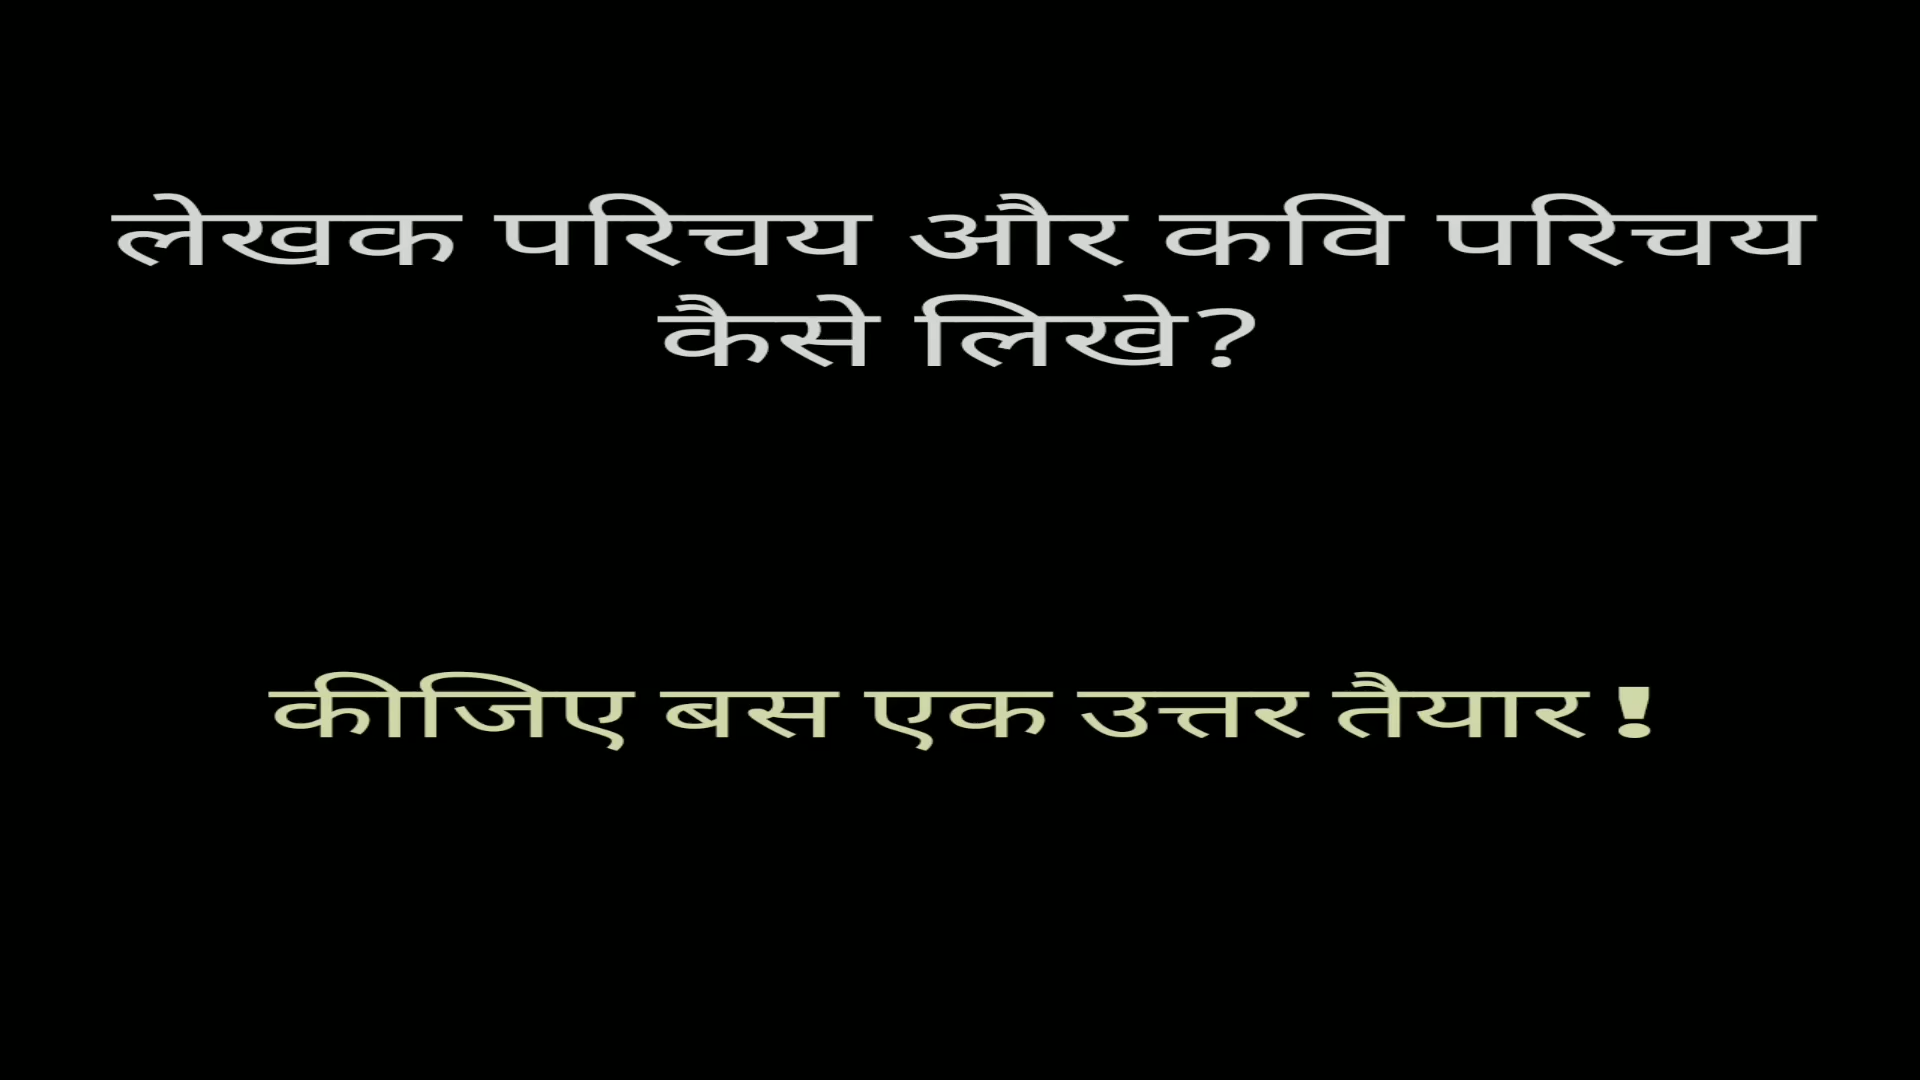 लेखक परिचय और कवि परिचय
कैसे लिखे?
कीजिए बस एक उत्तर तैयार !